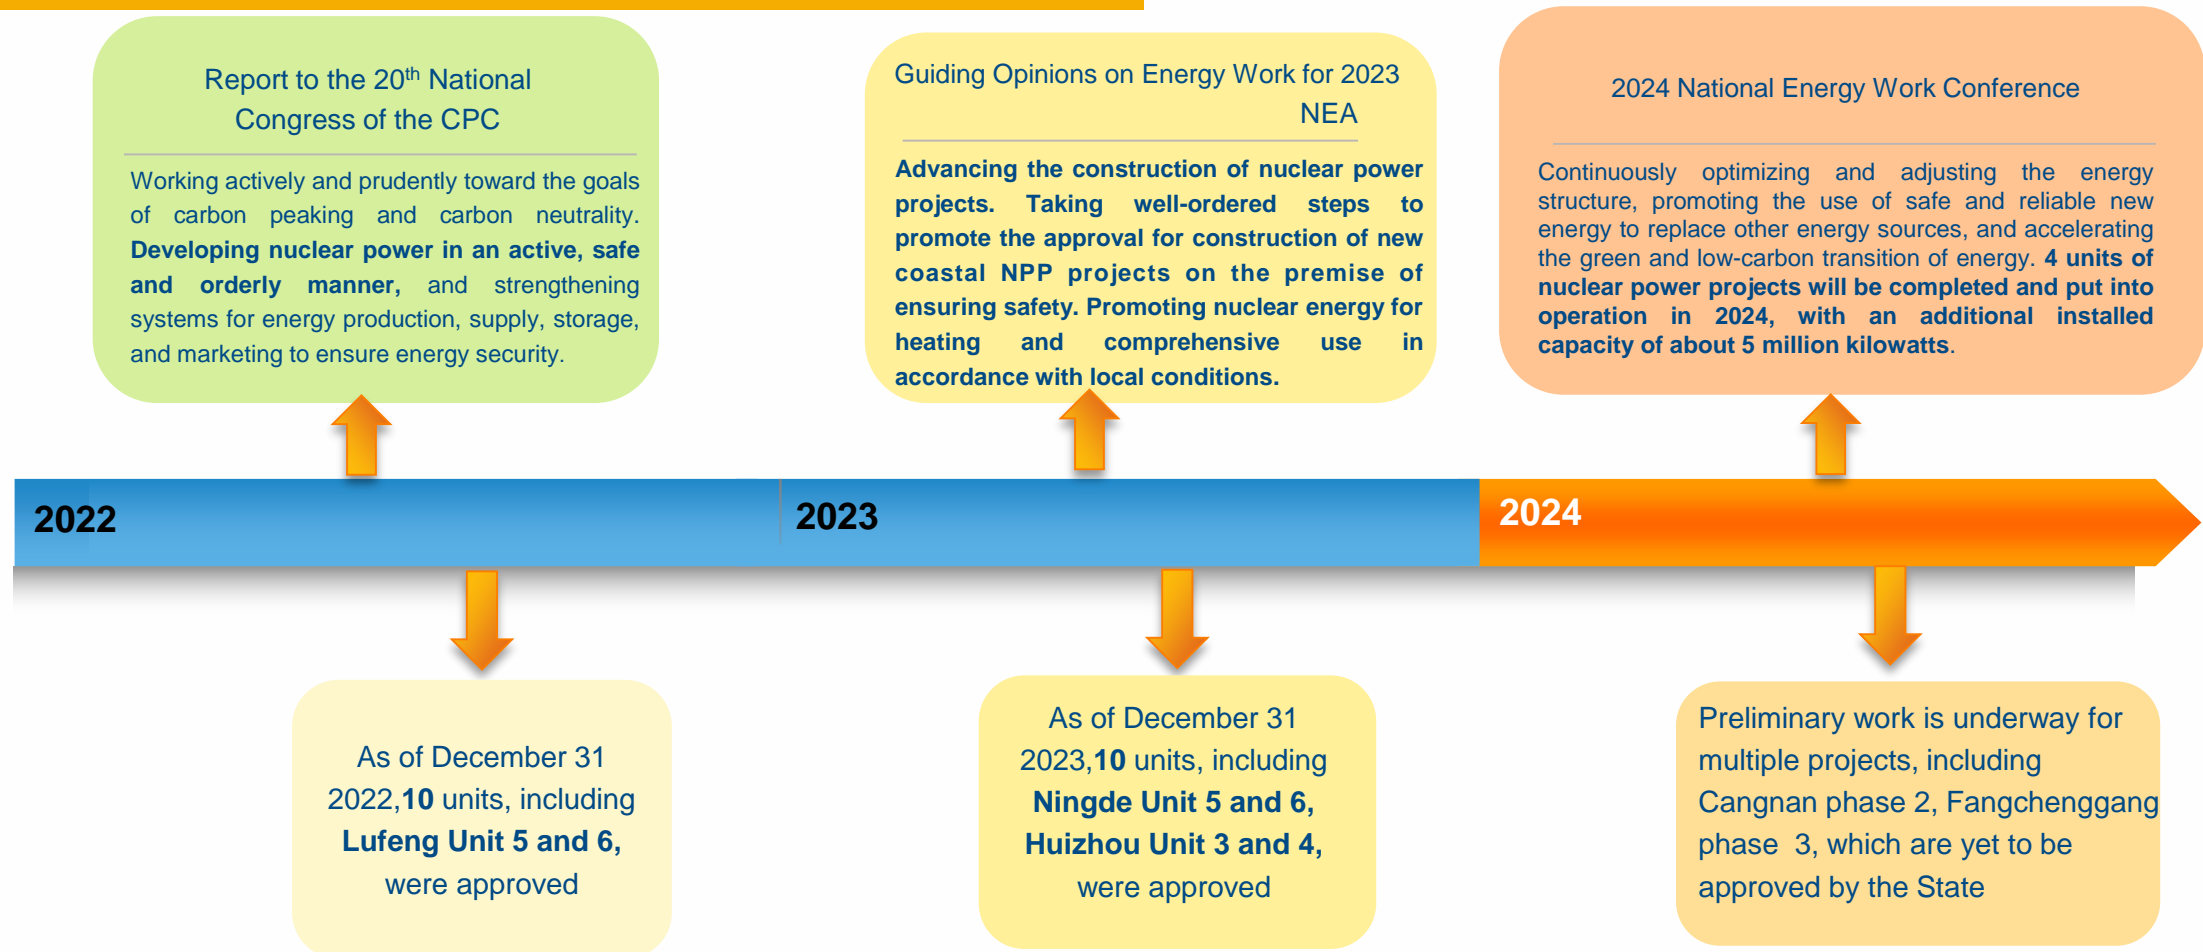 Report to the 20th National
Congress of the CPC
Working actively and prudently toward the goals
of carbon peaking and carbon neutrality.
Developing nuclear power in an active, safe
and orderly manner, and strengthening
systems for energy production, supply, storage,
and marketing to ensure energy security.
Guiding Opinions on Energy Work for 2023
NEA
Advancing the construction of nuclear power
projects. Taking well-ordered steps to
promote the approval for construction of new
coastal NPP projects on the premise of
ensuring safety. Promoting nuclear energy for
heating and comprehensive use in
accordance with local conditions.
2024 National Energy Work Conference
Continuously optimizing and adjusting the energy
structure, promoting the use of safe and reliable new
energy to replace other energy sources, and accelerating
the green and low-carbon transition of energy. 4 units of
nuclear power projects will be completed and put into
operation in 2024, with an additional installed
capacity of about 5 million kilowatts.
2022
2023
2024
As of December 31
2022,10 units, including
Lufeng Unit 5 and 6,
were approved
As of December 31
2023,10 units, including
Ningde Unit 5 and 6,
Huizhou Unit 3 and 4,
were approved
Preliminary work is underway for
multiple projects, including
Cangnan phase 2, Fangchenggang
phase 3, which are yet to be
approved by the State